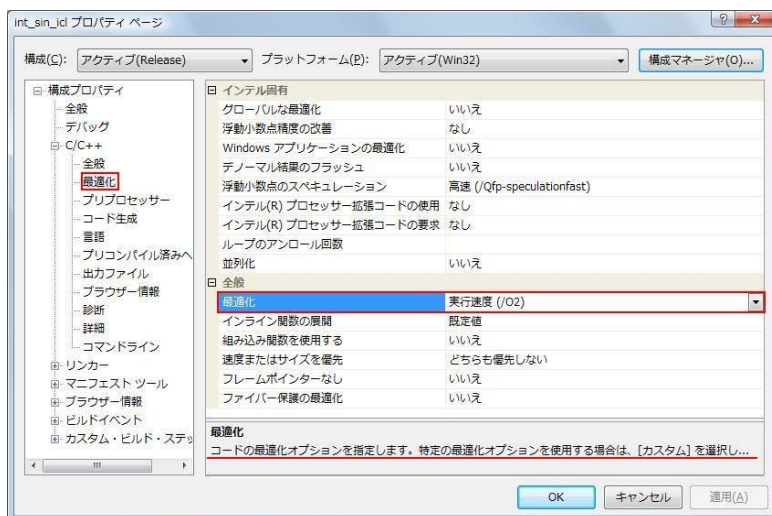 int_sin_icl プロパティ ページ
構成(C): アクティブ(Release) プラットフォーム(P): アクティブ(Win32) 構成マネージャ(O)...
構成プロパティ
全般
デバッグ
C/C++
全般
最適化
プリプロセッサー
コード生成
言語
プリコンパイル済みヘ
出力ファイル
ブラウザー情報
診断
詳細
コマンドライン
リンカー
マニフェスト ツール
ブラウザー情報
ビルドイベント
カスタム・ビルド・ステッ
インテル固有
グローバルな最適化 いいえ
浮動小数点精度の改善 なし
Windows アプリケーションの最適化 いいえ
デノーマル結果のフラッシュ いいえ
浮動小数点のスペキュレーション 高速 (/Qfp-speculationfast)
インテル(R) プロセッサー拡張コードの使用 なし
インテル(R) プロセッサー拡張コードの要求 なし
ループのアンロール回数
並列化 いいえ
全般
最適化 実行速度 (/O2)
インライン関数の展開 既定値
組み込み関数を使用する いいえ
速度またはサイズを優先 どちらも優先しない
フレームポインターなし いいえ
ファイバー保護の最適化 いいえ
最適化
コードの最適化オプションを指定します。特定の最適化オプションを使用する場合は、[カスタム] を選択し...
OK キャンセル 適用(A)